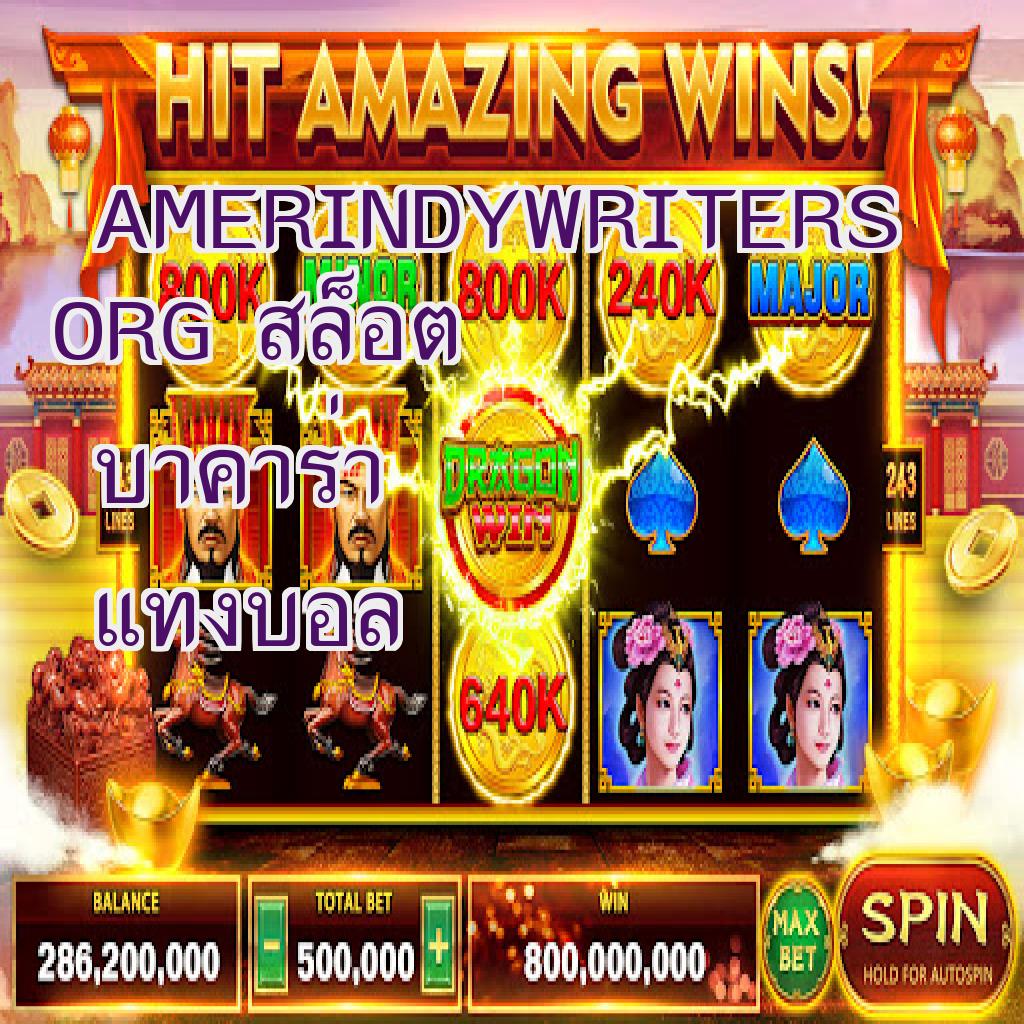 HIT AMAZING WINS!
AMERINDYWRITERS
800K MINOR 800K 240K MAJOR
ORG สล็อต
บาคาร่า
DRAGON
WIN
243
LINES
LINES
แทงบอล
640K
BALANCE TOTAL BET WIN
286,200,000 - 500,000 + 800,000,000
MAX
BET
SPIN
HOLD FOR AUTOSPIN